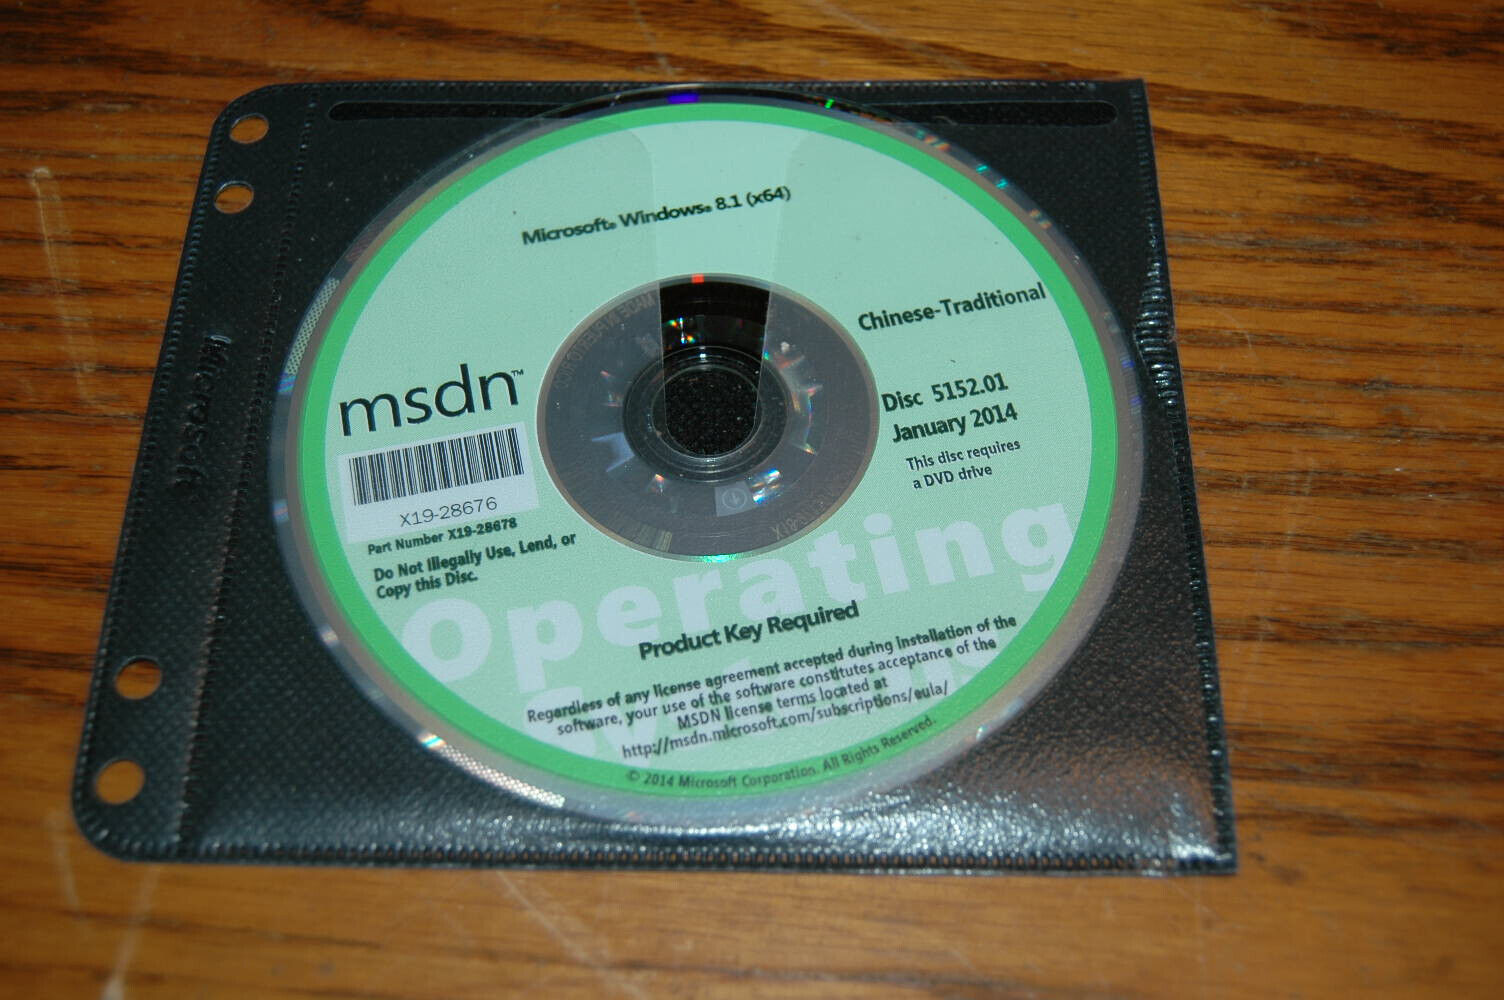 Microsoft® Windows® 8.1 (x64)
Chinese-Traditional
msdn™
Disc 5152.01
January 2014
This disc requires
a DVD drive
X19-28676
Part Number X19-28678
Do Not Illegally Use, Lend, or
Copy this Disc.
Operating
Product Key Required
Regardless of any license agreement accepted during installation of the
software, your use of the software constitutes acceptance of the
MSDN license terms located at
http://msdn.microsoft.com/subscriptions/eula/
© 2014 Microsoft Corporation. All Rights Reserved.
Microsoft